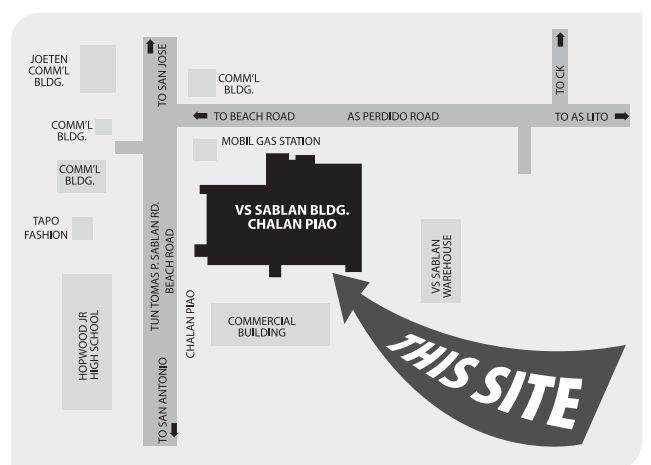 JOETEN
COMM'L
BLDG.
TO SAN JOSE
COMM'L
BLDG.
TO CK
TO BEACH ROAD
AS PERDIDO ROAD
TO AS LITO
COMM'L
BLDG.
MOBIL GAS STATION
COMM'L
BLDG.
VS SABLAN BLDG.
CHALAN PIAO
TAPO
FASHION
TUN TOMAS P. SABLAN RD.
BEACH ROAD
VS SABLAN
WAREHOUSE
HOPWOOD JR
HIGH SCHOOL
CHALAN PIAO
COMMERCIAL
BUILDING
THIS SITE
TO SAN ANTONIO